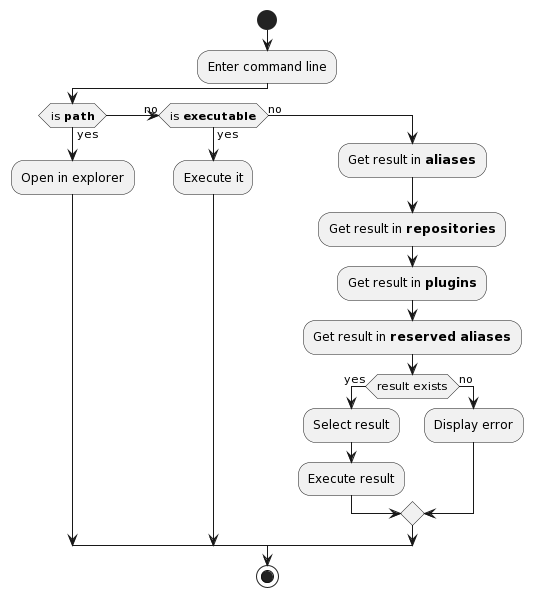 Enter command line
is path
no
is executable
no
yes
yes
Open in explorer
Execute it
Get result in aliases
Get result in repositories
Get result in plugins
Get result in reserved aliases
yes
result exists
no
Select result
Display error
Execute result